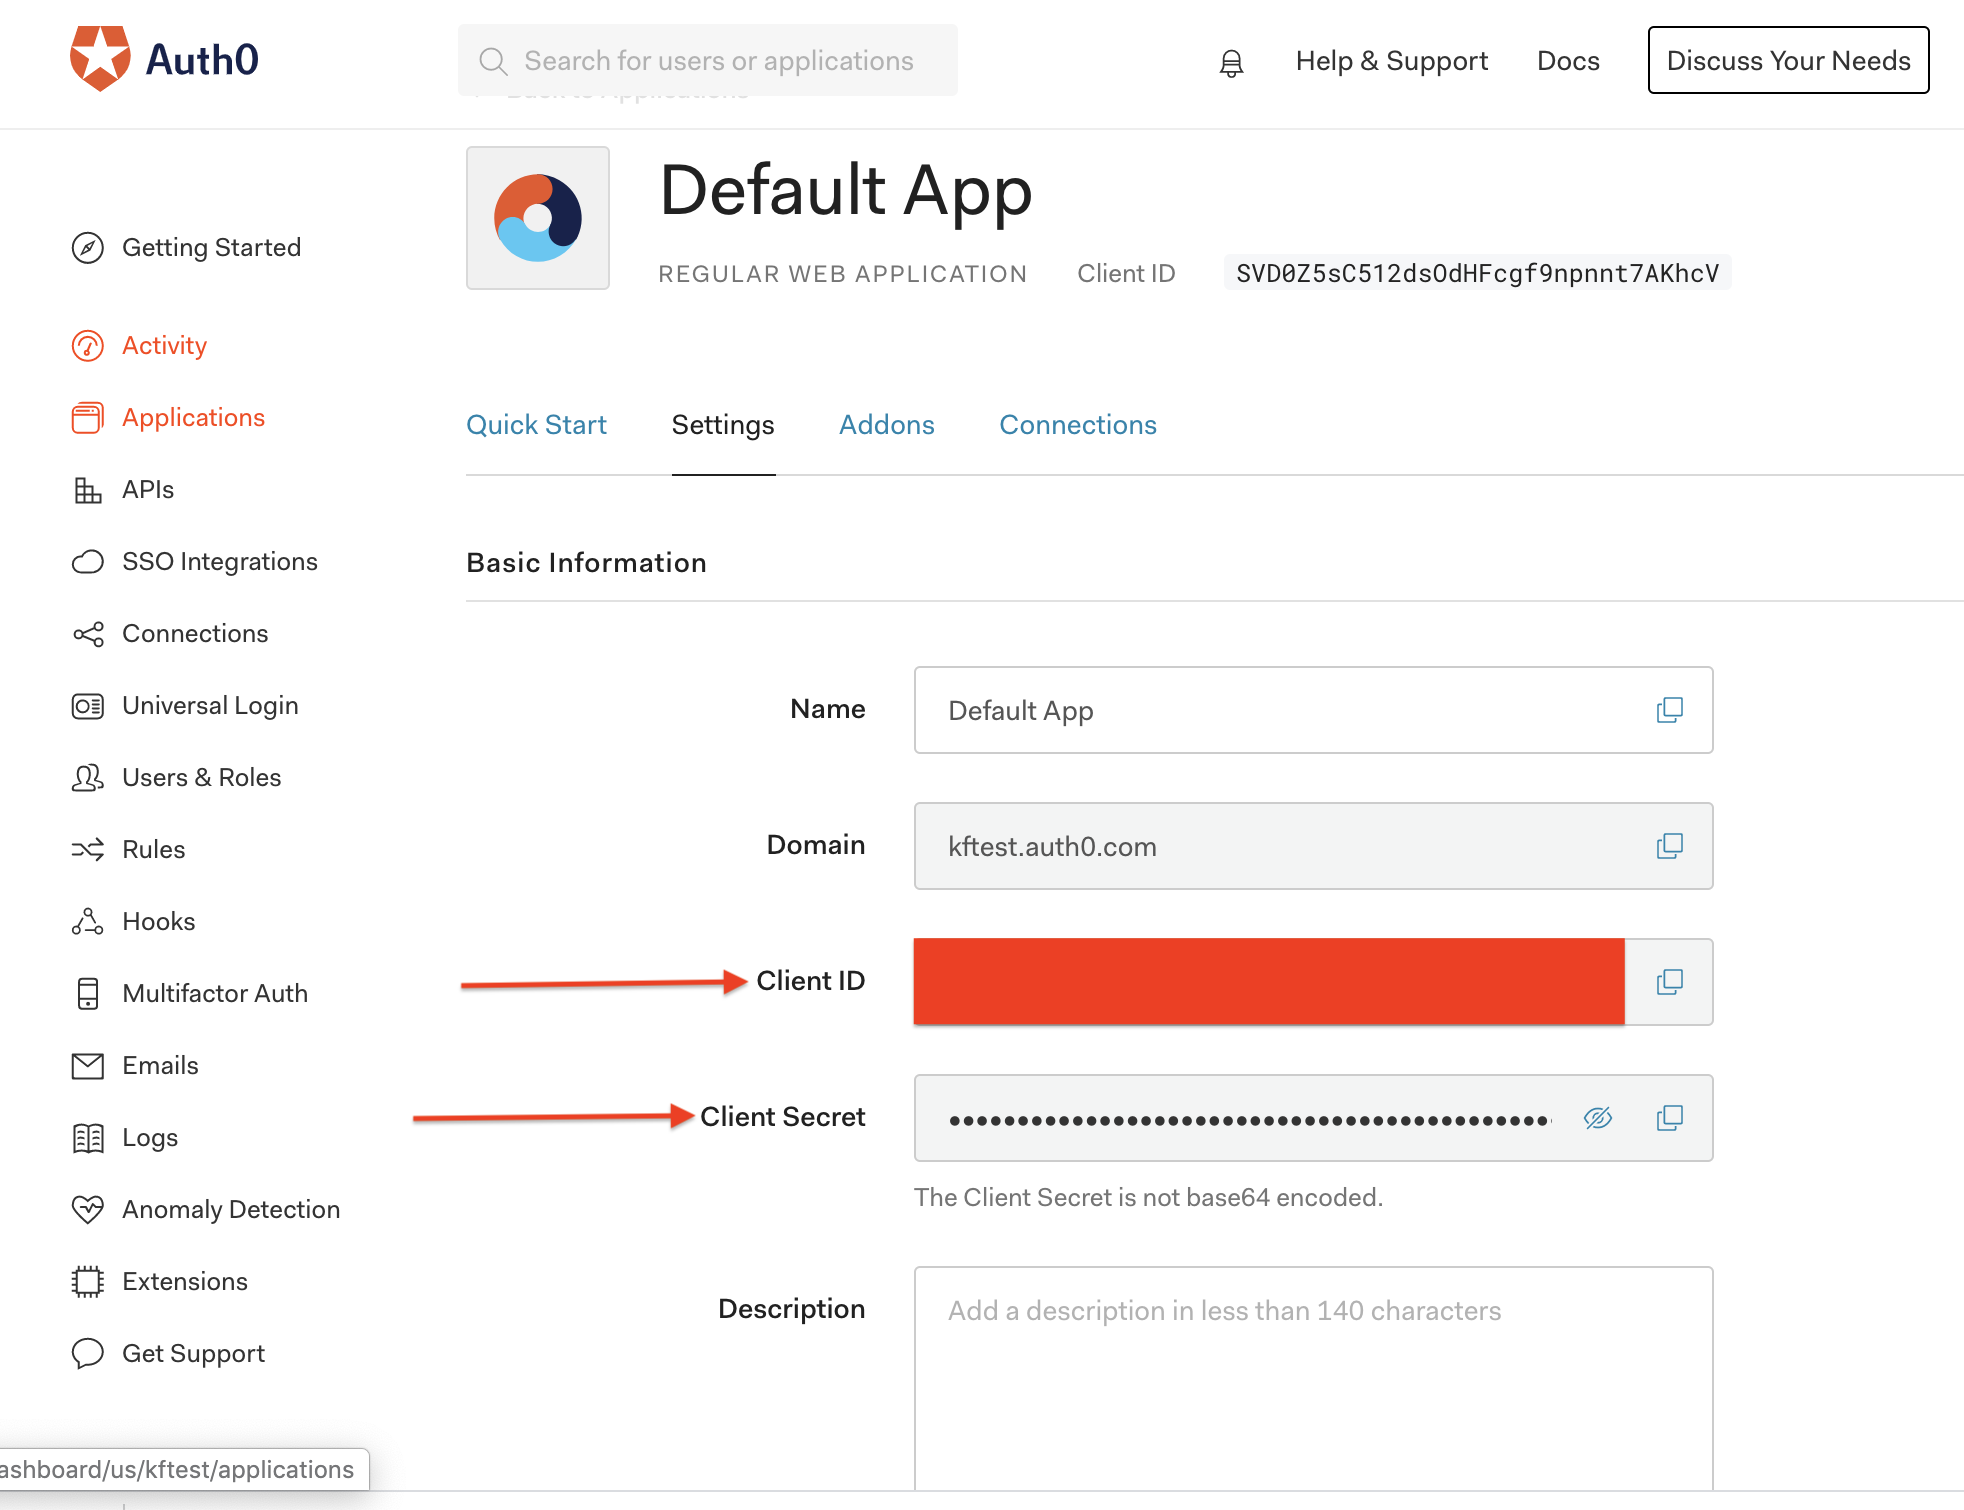 Auth0
Search for users or applications
Help & Support
Docs
Discuss Your Needs
Back to Applications
Default App
REGULAR WEB APPLICATION
Client ID
SVD0Z5sC512dsOdHFcgf9npnnt7AKhcV
Getting Started
Activity
Applications
APIs
SSO Integrations
Connections
Universal Login
Users & Roles
Rules
Hooks
Multifactor Auth
Emails
Logs
Anomaly Detection
Extensions
Get Support
Quick Start
Settings
Addons
Connections
Basic Information
Name
Default App
Domain
kftest.auth0.com
Client ID
Client Secret
The Client Secret is not base64 encoded.
Description
Add a description in less than 140 characters
ashboard/us/kftest/applications